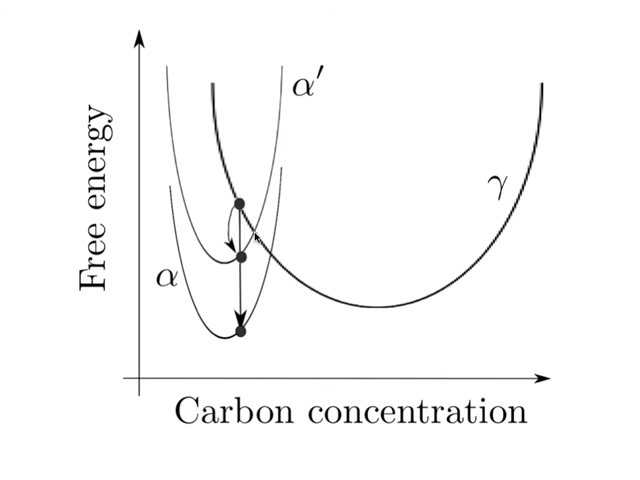 α′
γ
α
Free energy
Carbon concentration